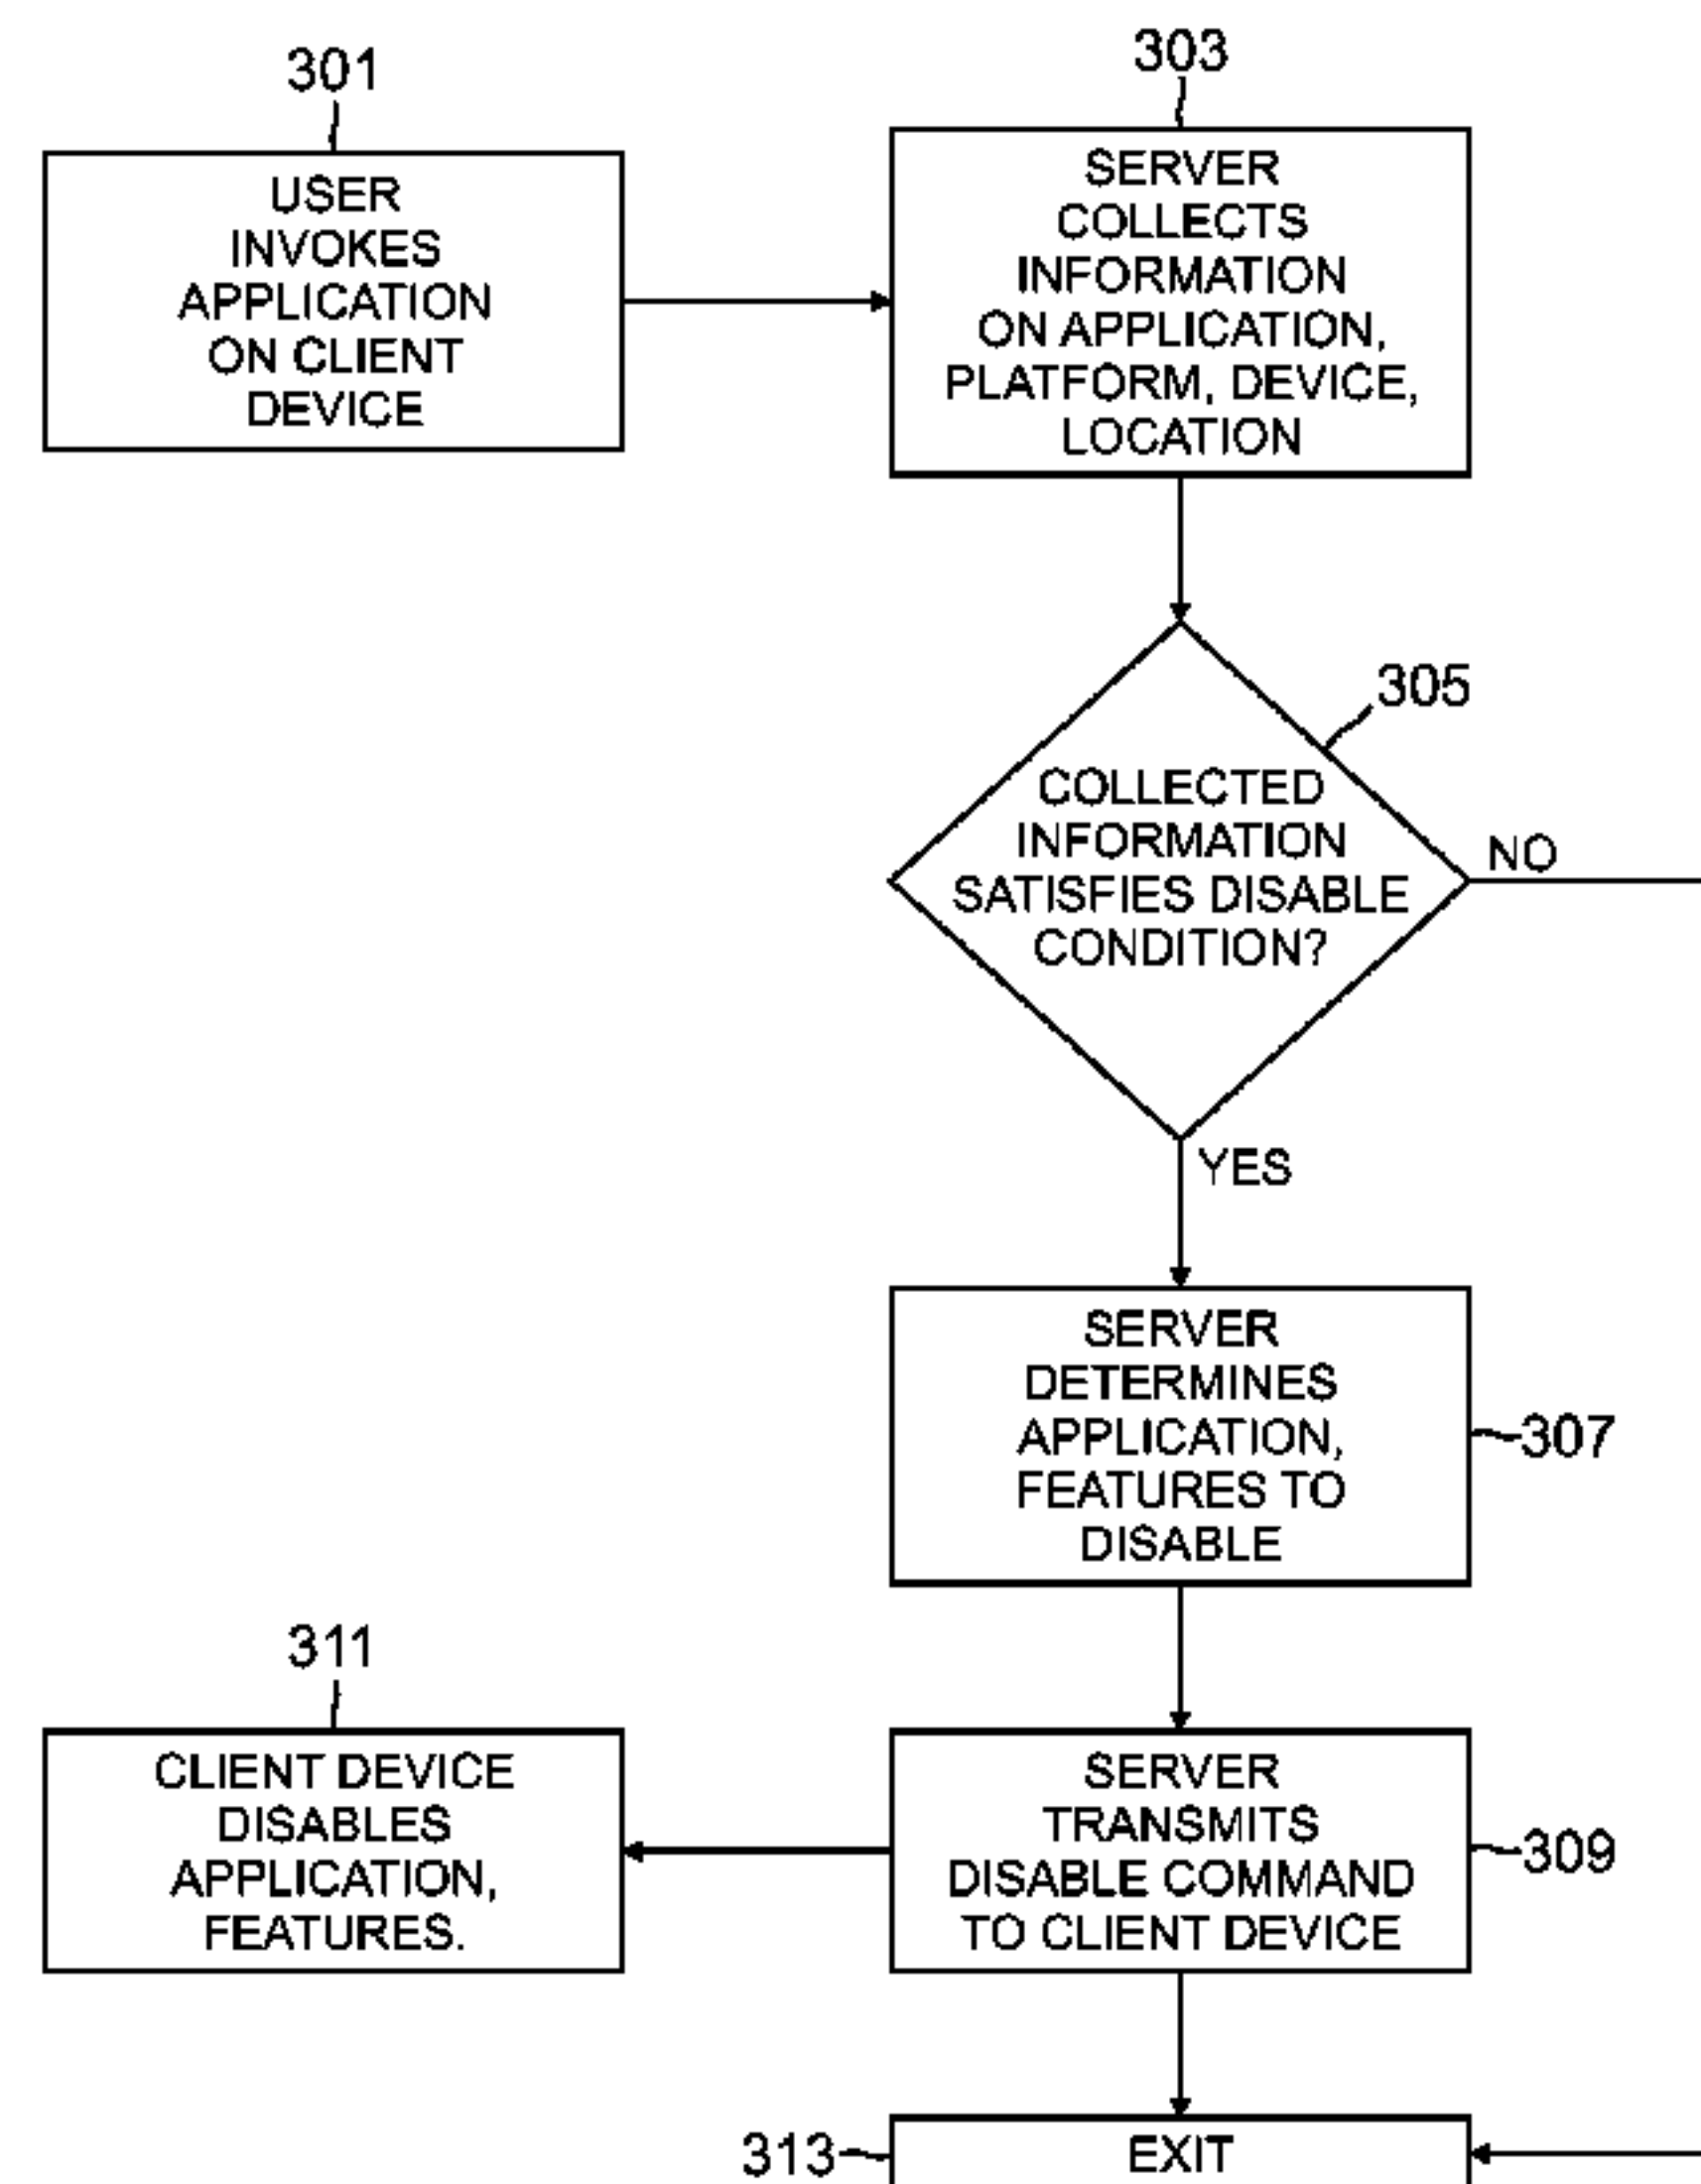 301
USER
INVOKES
APPLICATION
ON CLIENT
DEVICE
303
SERVER
COLLECTS
INFORMATION
ON APPLICATION,
PLATFORM, DEVICE,
LOCATION
305
COLLECTED
INFORMATION
SATISFIES DISABLE
CONDITION?
NO
YES
SERVER
DETERMINES
APPLICATION,
FEATURES TO
DISABLE
307
311
CLIENT DEVICE
DISABLES
APPLICATION,
FEATURES.
SERVER
TRANSMITS
DISABLE COMMAND
TO CLIENT DEVICE
309
313
EXIT